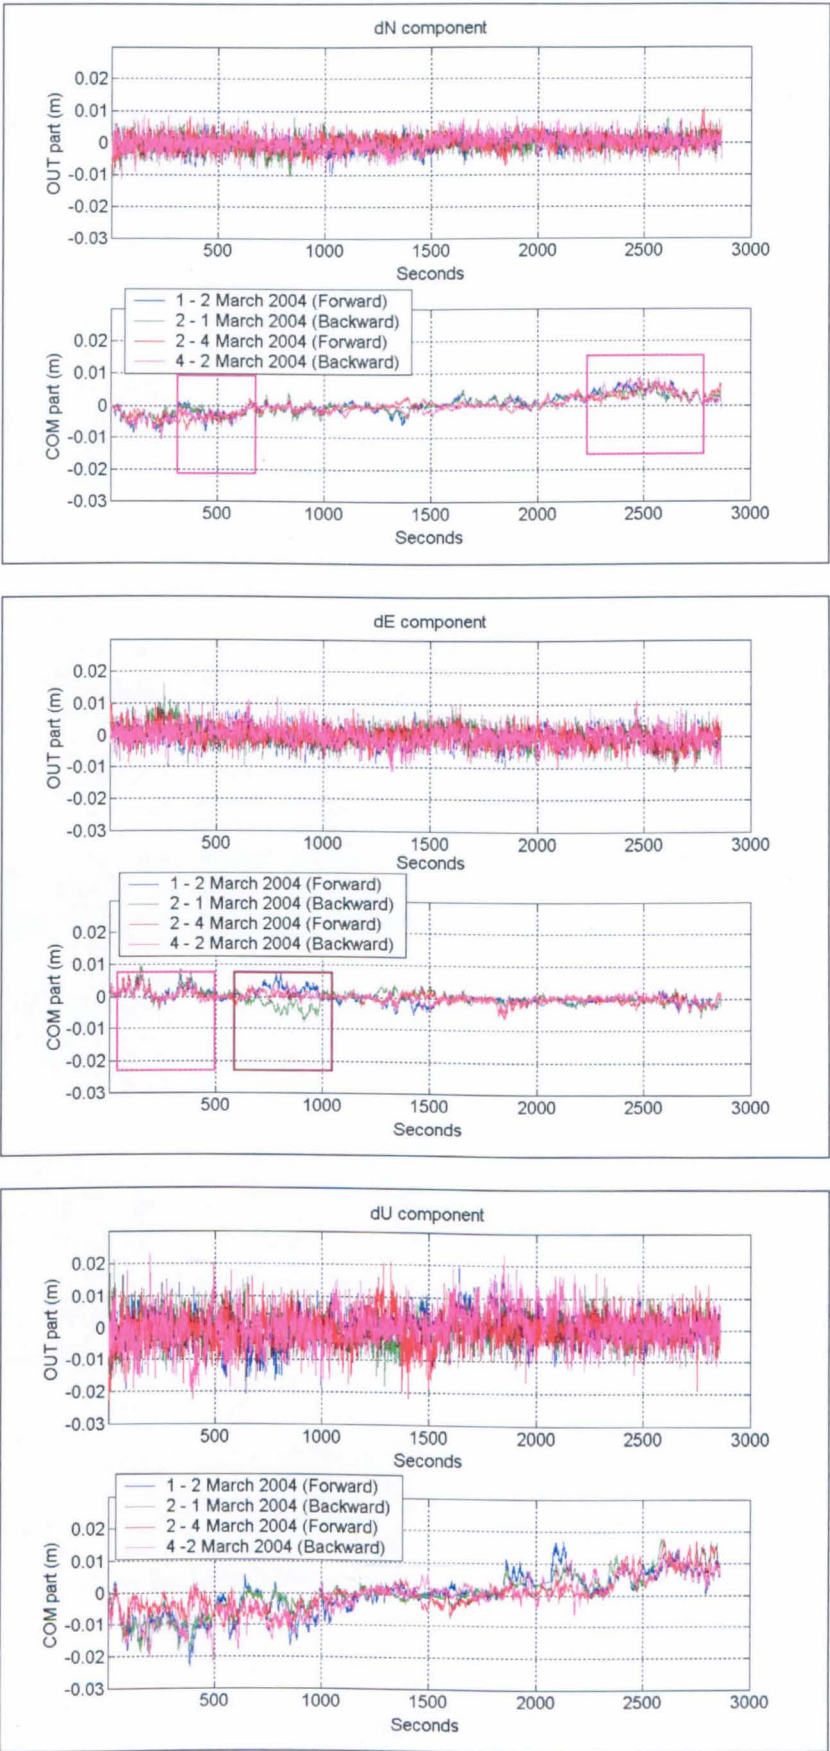 dN component
0.02
0.01
0
-0.01
-0.02
-0.03
OUT part (m)
500 1000 1500 2000 2500 3000
Seconds
1 - 2 March 2004 (Forward)
2 - 1 March 2004 (Backward)
2 - 4 March 2004 (Forward)
4 - 2 March 2004 (Backward)
0.02
0.01
0
-0.01
-0.02
-0.03
COM part (m)
500 1000 1500 2000 2500 3000
Seconds
dE component
0.02
0.01
0
-0.01
-0.02
-0.03
OUT part (m)
500 1000 1500 2000 2500 3000
Seconds
1 - 2 March 2004 (Forward)
2 - 1 March 2004 (Backward)
2 - 4 March 2004 (Forward)
4 - 2 March 2004 (Backward)
0.02
0.01
0
-0.01
-0.02
-0.03
COM part (m)
500 1000 1500 2000 2500 3000
Seconds
dU component
0.02
0.01
0
-0.01
-0.02
-0.03
OUT part (m)
500 1000 1500 2000 2500 3000
Seconds
1 - 2 March 2004 (Forward)
2 - 1 March 2004 (Backward)
2 - 4 March 2004 (Forward)
4 -2 March 2004 (Backward)
0.02
0.01
0
-0.01
-0.02
-0.03
COM part (m)
500 1000 1500 2000 2500 3000
Seconds